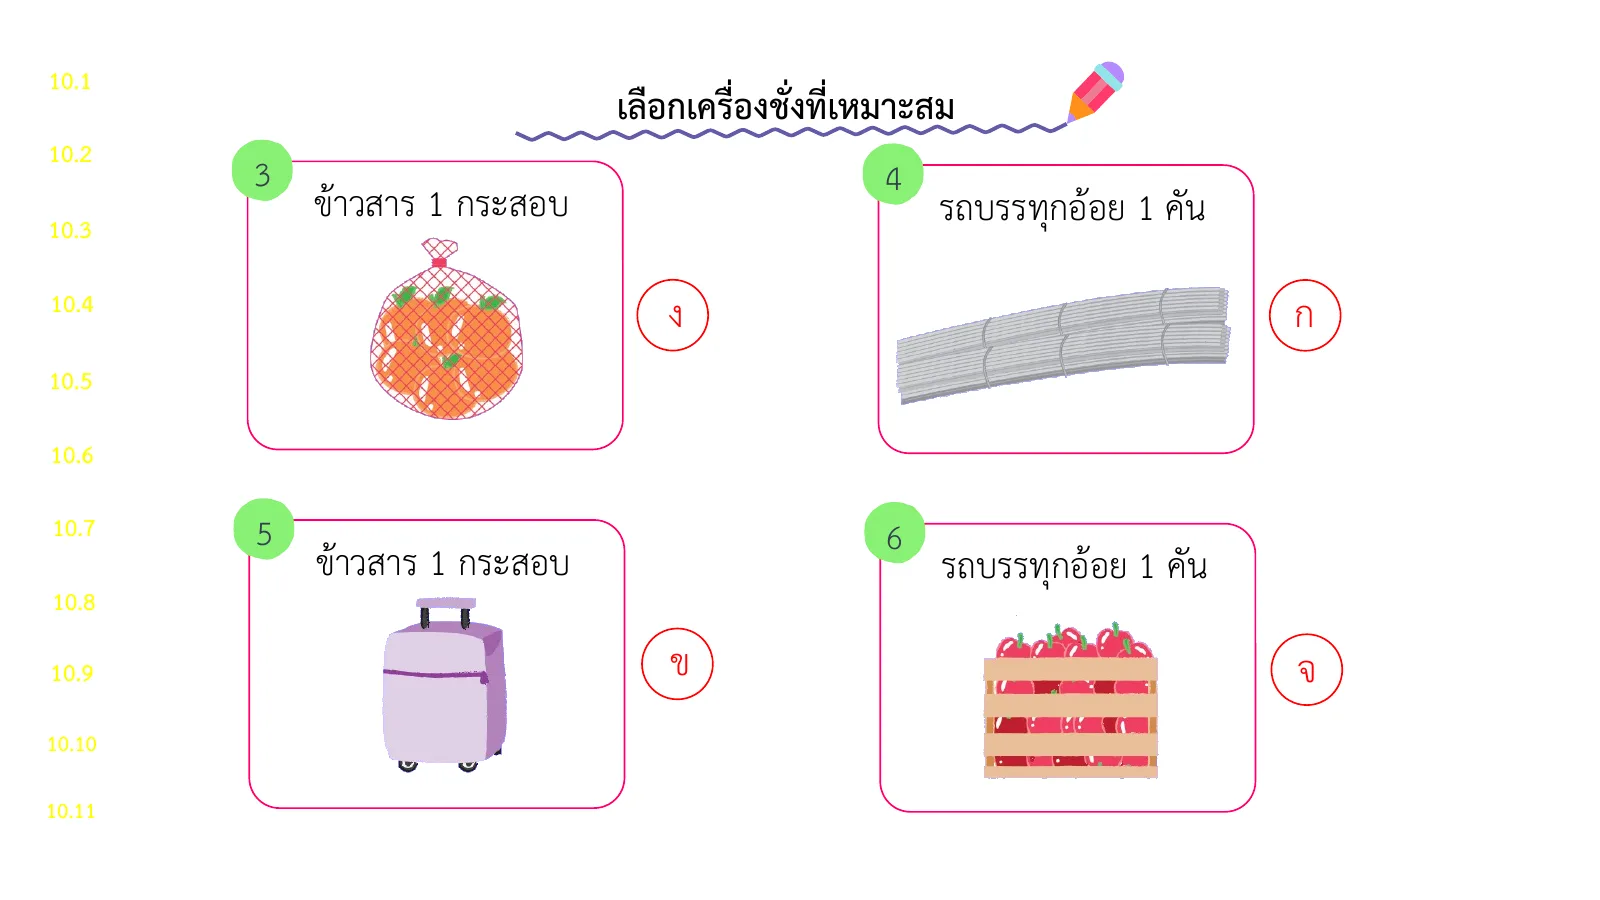 เลือกเครื่องชั่งที่เหมาะสม
10.1
10.2
10.3
10.4
10.5
10.6
10.7
10.8
10.9
10.10
10.11
3
ข้าวสาร 1 กระสอบ
ง
4
รถบรรทุกอ้อย 1 คัน
ก
5
ข้าวสาร 1 กระสอบ
ข
6
รถบรรทุกอ้อย 1 คัน
จ